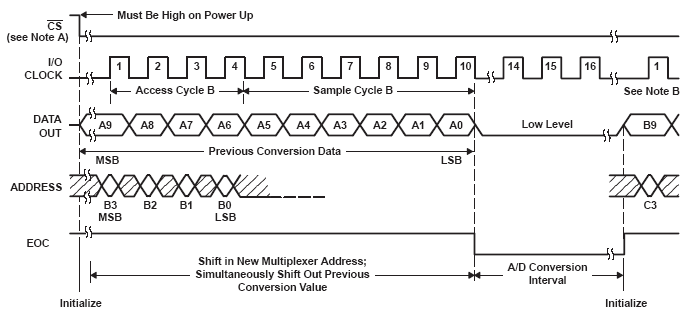 Must Be High on Power Up
CS
(see Note A)
I/O
CLOCK
1 2 3 4 5 6 7 8 9 10 14 15 16 1
Access Cycle B Sample Cycle B See Note B
DATA
OUT
A9 A8 A7 A6 A5 A4 A3 A2 A1 A0 Low Level B9
Previous Conversion Data
MSB LSB
ADDRESS
B3 B2 B1 B0 C3
MSB LSB
EOC
Shift in New Multiplexer Address;
Simultaneously Shift Out Previous
Conversion Value
A/D Conversion
Interval
Initialize Initialize